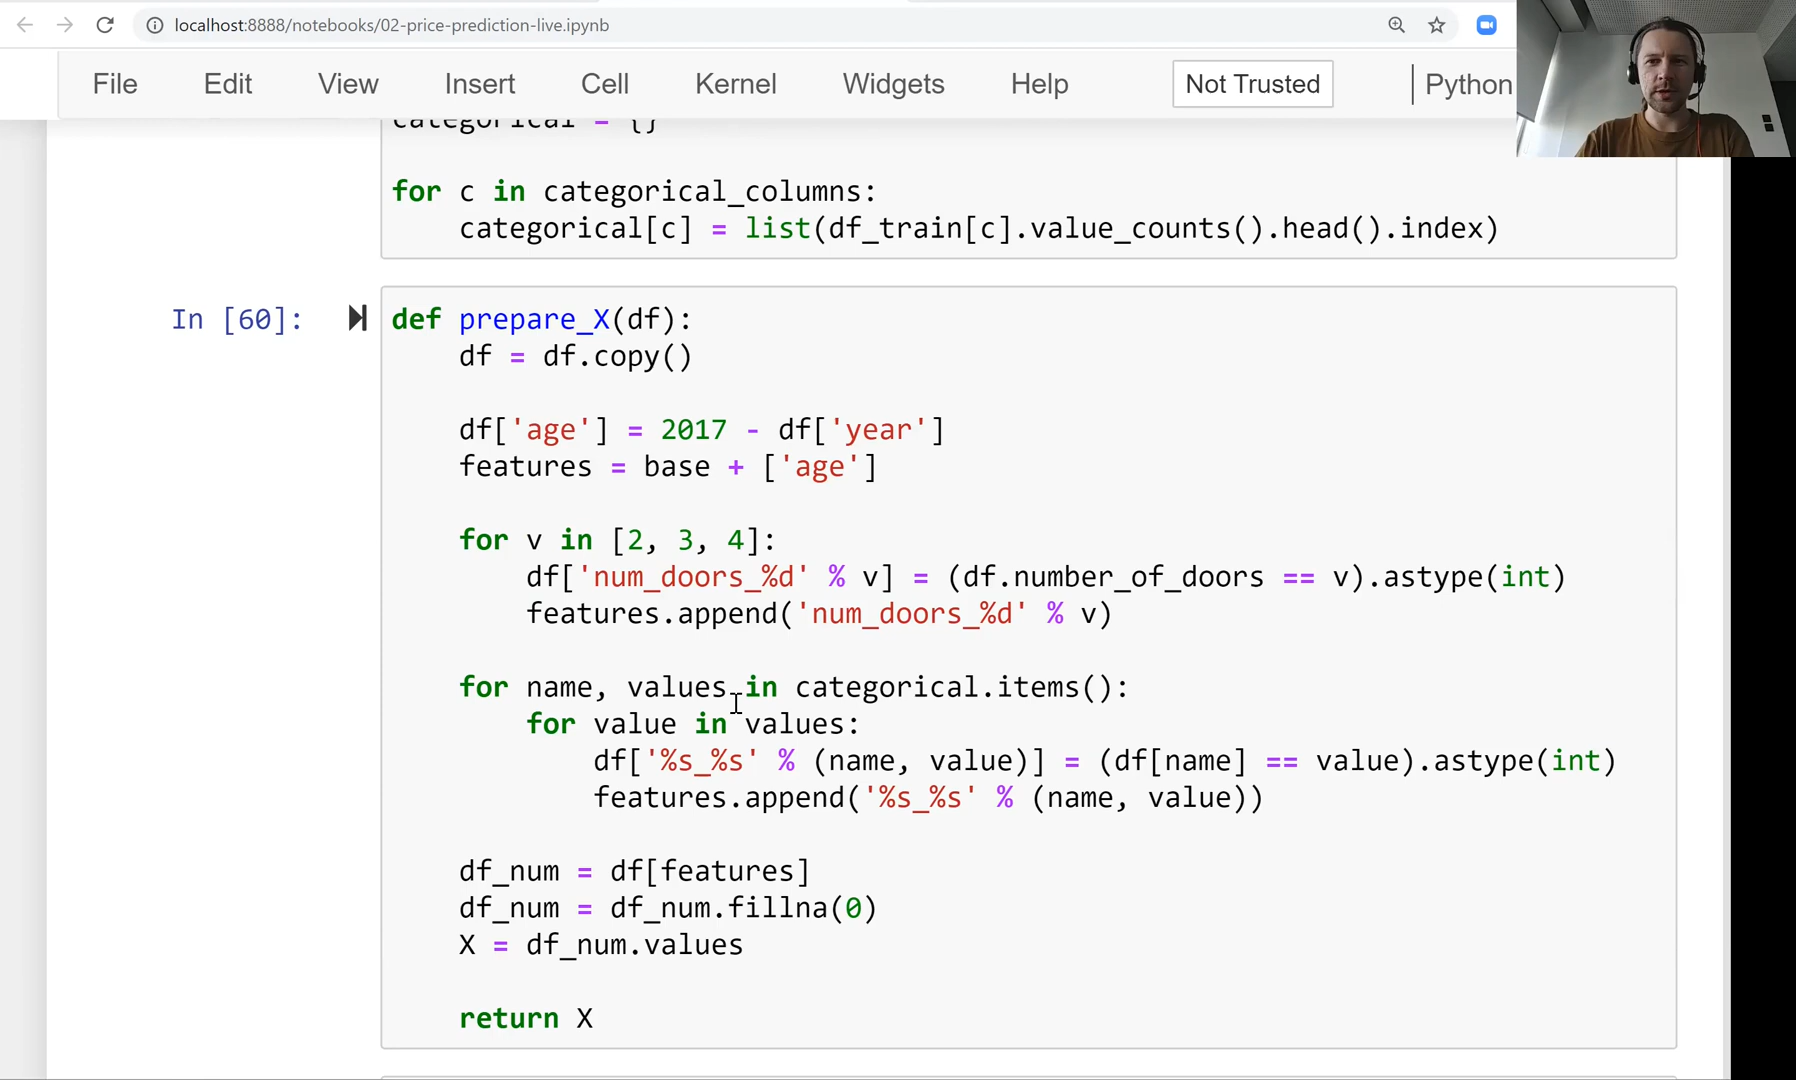 localhost:8888/notebooks/02-price-prediction-live.ipynb
File Edit View Insert Cell Kernel Widgets Help Not Trusted Python
categorical = {}
for c in categorical_columns:
categorical[c] = list(df_train[c].value_counts().head().index)
In [60]:
def prepare_X(df):
df = df.copy()
df['age'] = 2017 - df['year']
features = base + ['age']
for v in [2, 3, 4]:
df['num_doors_%d' % v] = (df.number_of_doors == v).astype(int)
features.append('num_doors_%d' % v)
for name, values in categorical.items():
for value in values:
df['%s_%s' % (name, value)] = (df[name] == value).astype(int)
features.append('%s_%s' % (name, value))
df_num = df[features]
df_num = df_num.fillna(0)
X = df_num.values
return X